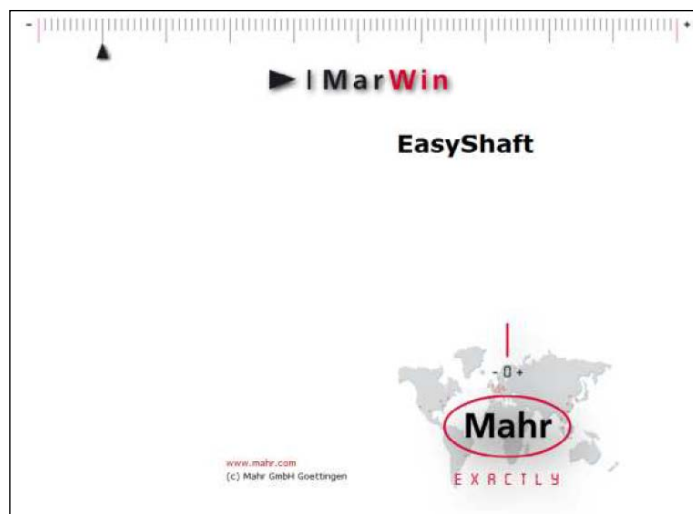 - +
MarWin
EasyShaft
- 0 +
Mahr
www.mahr.com
(c) Mahr GmbH Goettingen
EXACTLY